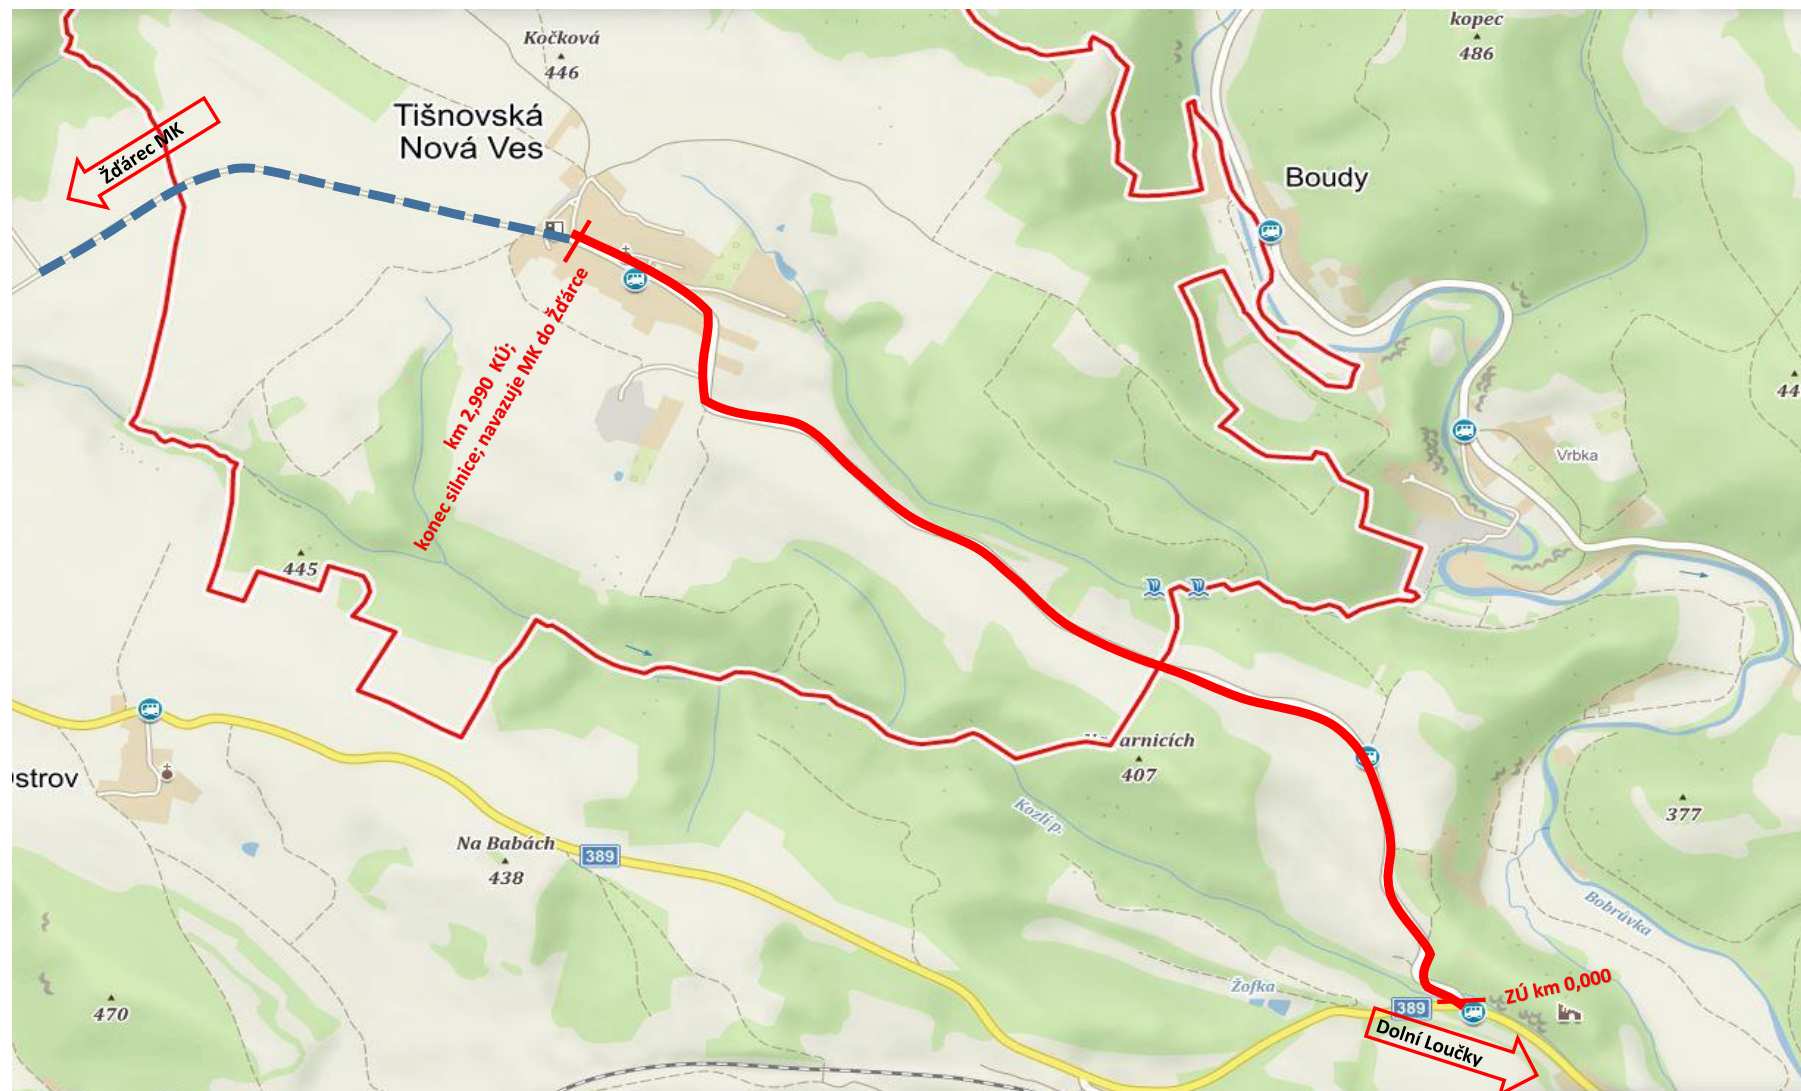 Kočková
446
kopec
486
Tišnovská
Nová Ves
Žďárec MK
Boudy
44
km 2,990 KÚ;
konec silnice; navazuje MK do Žďárce
Vrbka
445
arnicích
407
strov
377
Kozlí p.
Na Babách
438
389
Bobrůvka
470
Žofka
389
ZÚ km 0,000
Dolní Loučky